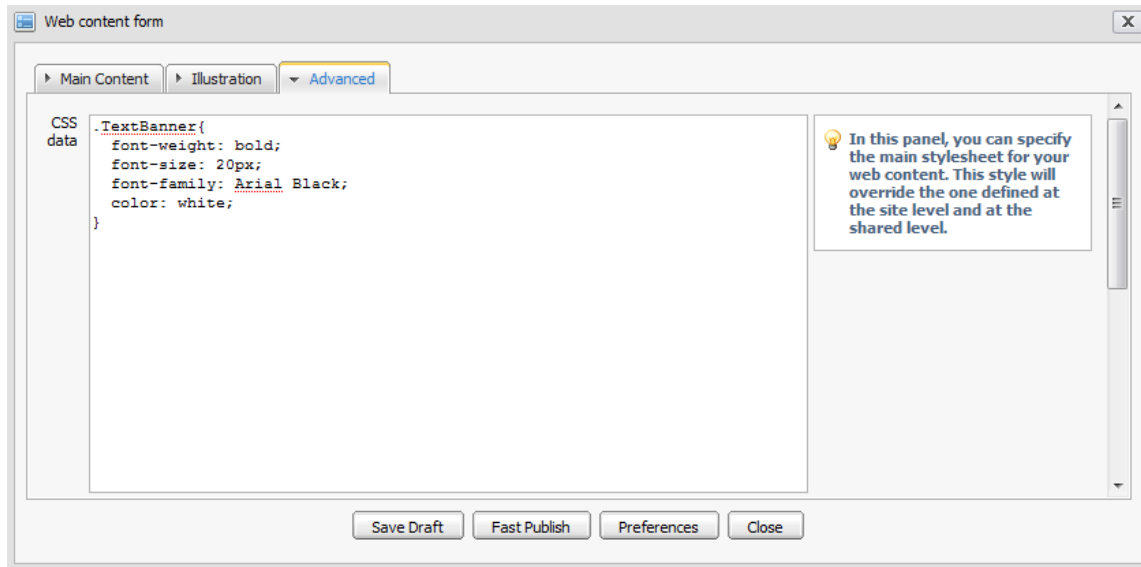 Web content form
X
Main Content
Illustration
Advanced
CSS
data
.TextBanner{
  font-weight: bold;
  font-size: 20px;
  font-family: Arial Black;
  color: white;
}
In this panel, you can specify
the main stylesheet for your
web content. This style will
override the one defined at
the site level and at the
shared level.
Save Draft
Fast Publish
Preferences
Close